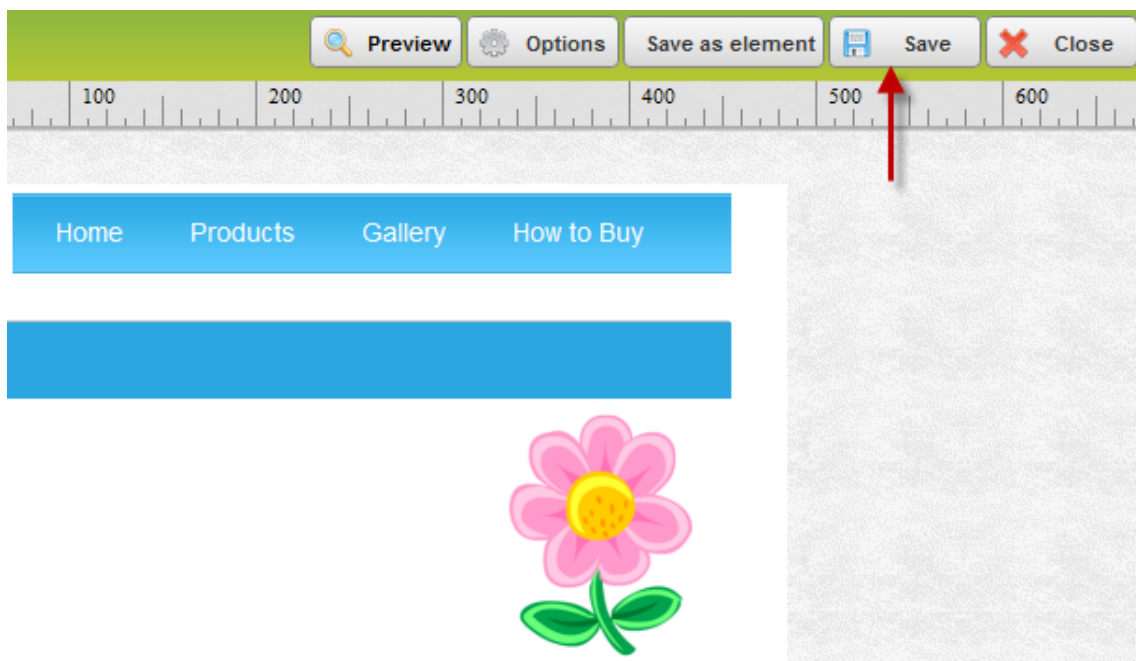 Preview Options Save as element Save Close
100 200 300 400 500 600
Home Products Gallery How to Buy